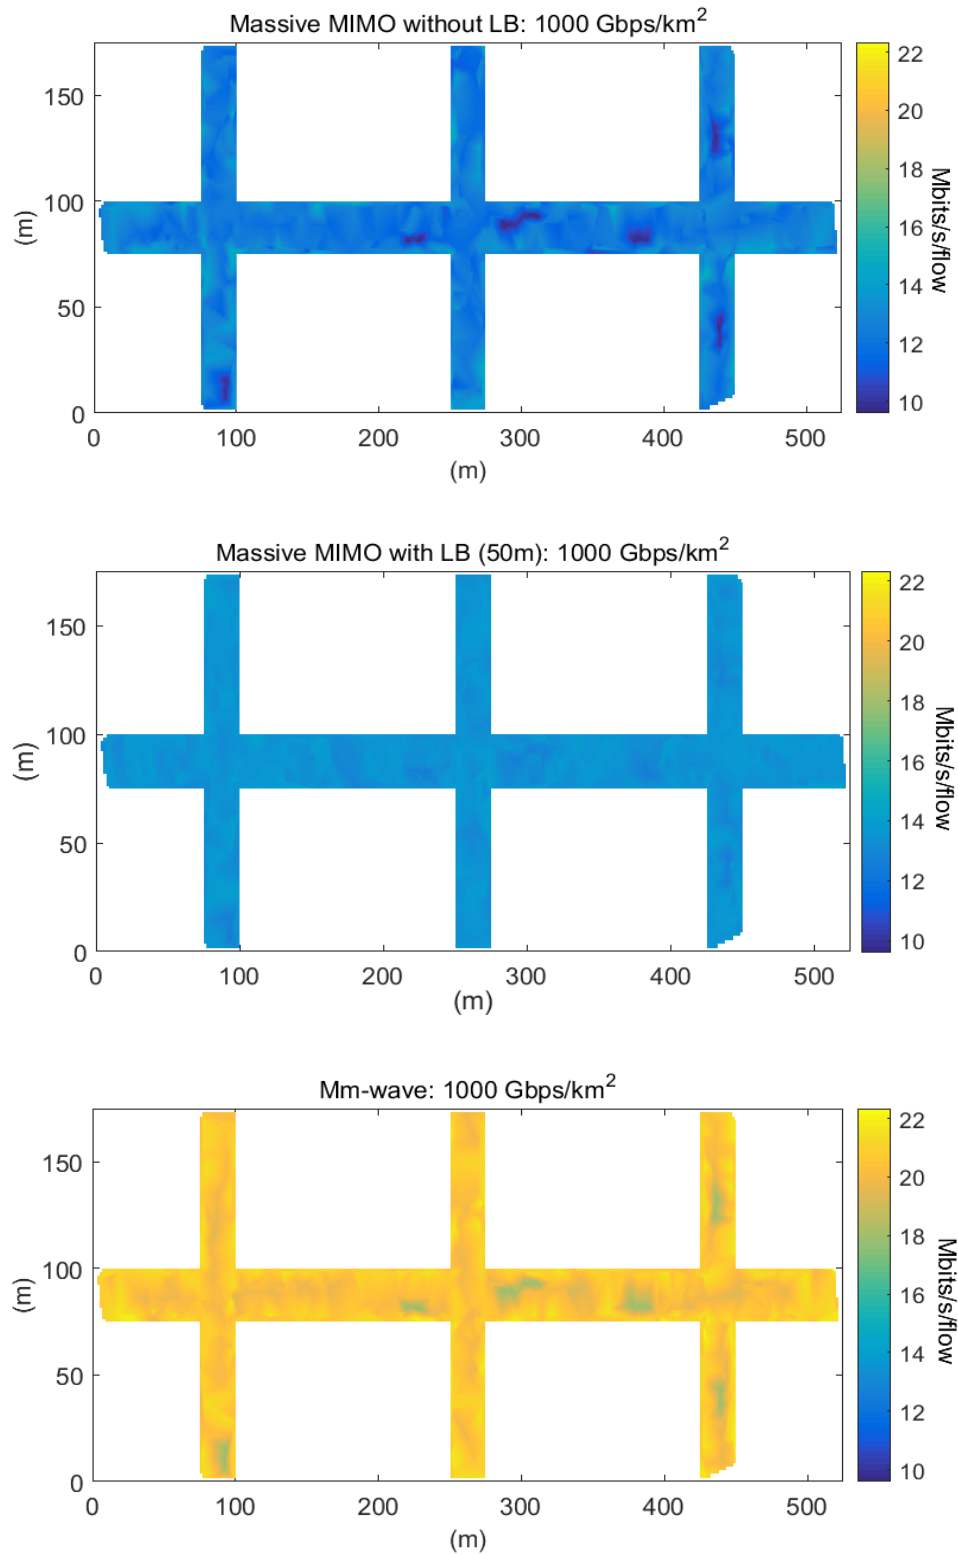 Massive MIMO without LB: 1000 Gbps/km²
22
20
18
16
14
12
10
Mbits/s/flow
150
100
50
0
(m)
0 100 200 300 400 500
(m)
Massive MIMO with LB (50m): 1000 Gbps/km²
22
20
18
16
14
12
10
Mbits/s/flow
150
100
50
0
(m)
0 100 200 300 400 500
(m)
Mm-wave: 1000 Gbps/km²
22
20
18
16
14
12
10
Mbits/s/flow
150
100
50
0
(m)
0 100 200 300 400 500
(m)